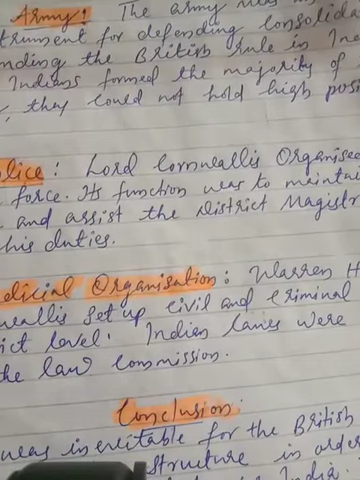 Army: The army was
trument for defending consolida
nding the British rule in Ind
Indians formed the majority of
, they could not hold high posi
lice: Lord Cornwallis Organised
force. Its function was to maintai
and assist the District Magistr
his duties.
dicial Organisation: Warren H
wallis set up civil and criminal
ict level. Indian laws were
the law commission.
Conclusion:
was inevitable for the British
structure in order
India.